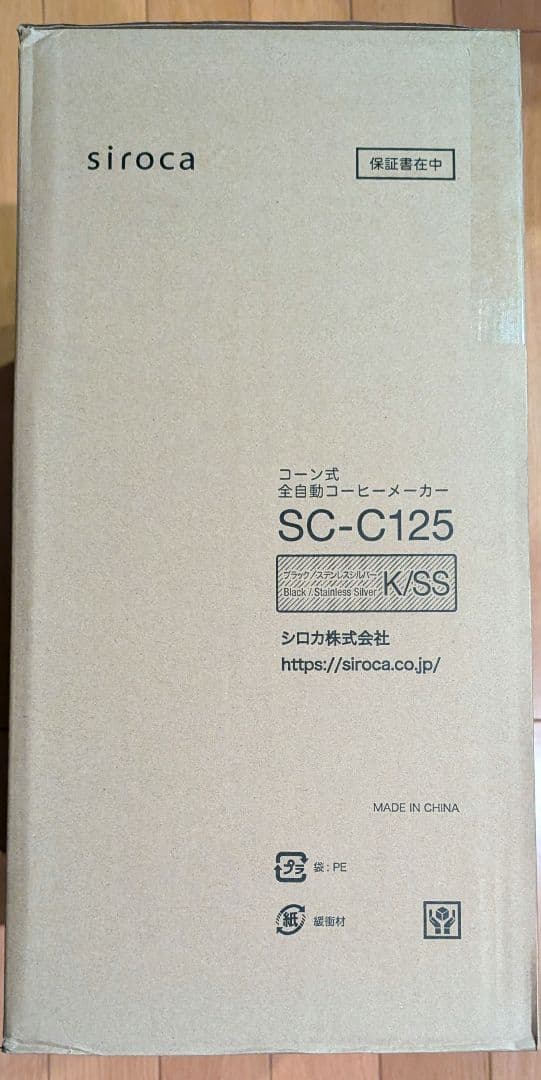 siroca
保証書在中
コーン式
全自動コーヒーメーカー
SC-C125
ブラック/ステンレスシルバー
Black / Stainless Silver
K/SS
シロカ株式会社
https://siroca.co.jp/
MADE IN CHINA
プラ 袋:PE
紙 緩衝材